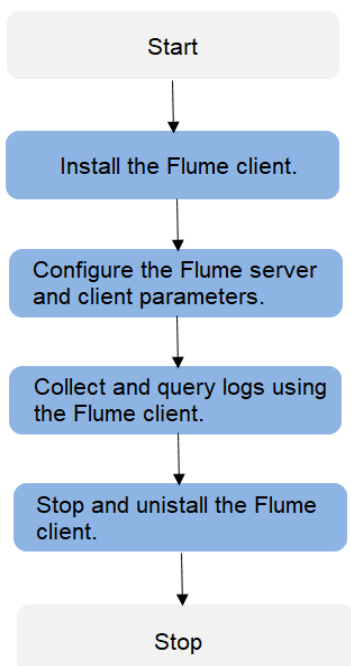 Start
Install the Flume client.
Configure the Flume server
and client parameters.
Collect and query logs using
the Flume client.
Stop and unistall the Flume
client.
Stop